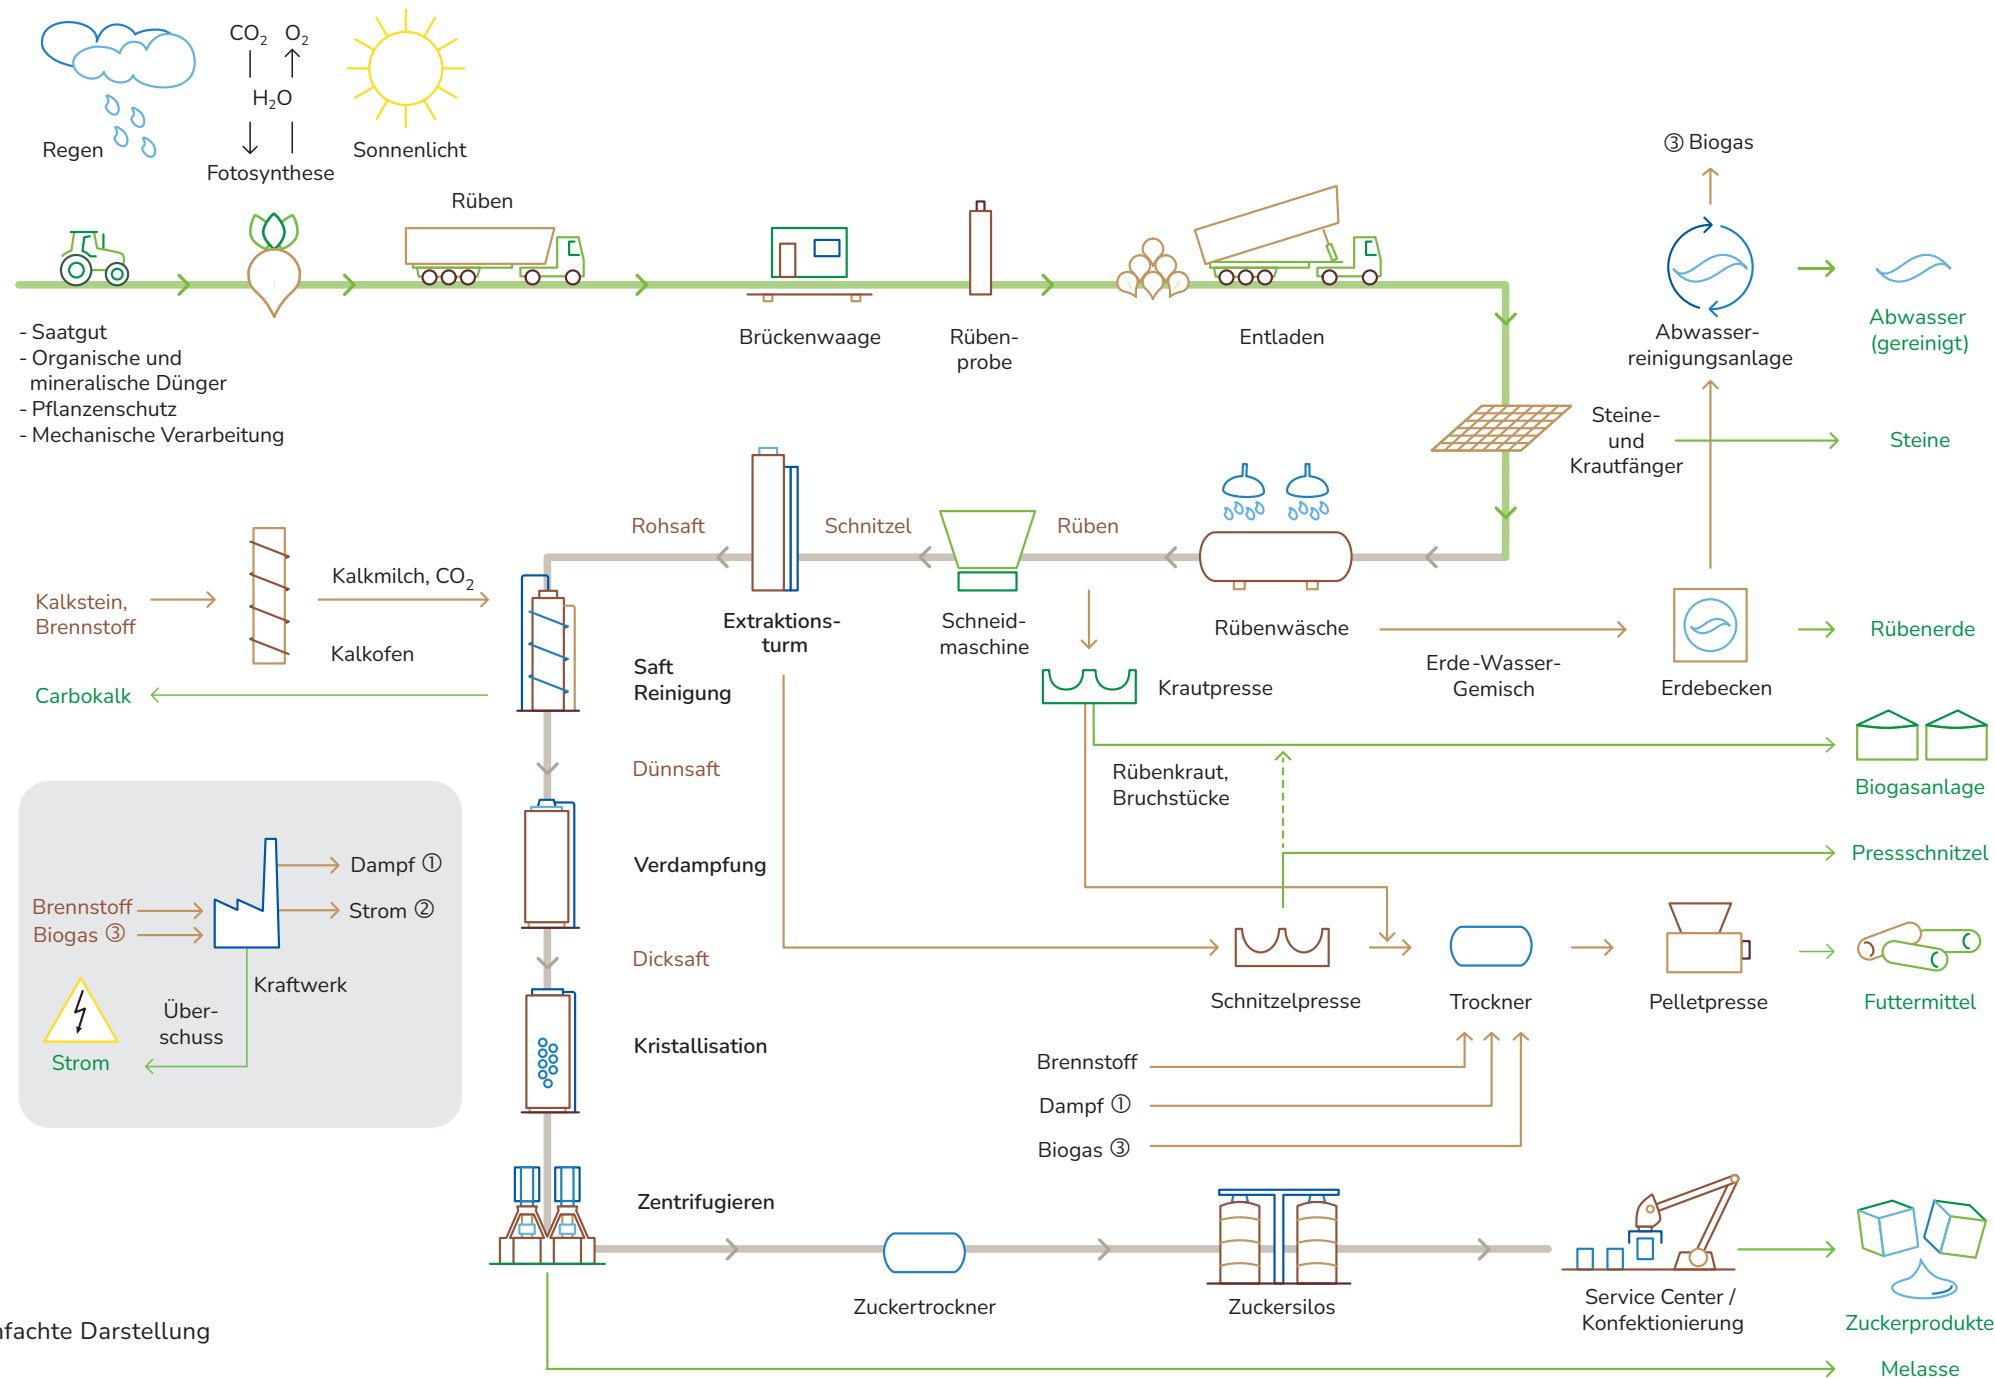 CO₂ O₂
H₂O
Regen
Fotosynthese
Sonnenlicht
Rüben
- Saatgut
- Organische und
mineralische Dünger
- Pflanzenschutz
- Mechanische Verarbeitung
Brückenwaage
Rüben-
probe
Entladen
③ Biogas
Abwasser-
reinigungsanlage
Abwasser
(gereinigt)
Steine-
und
Krautfänger
Steine
Rohsaft
Schnitzel
Rüben
Kalkstein,
Brennstoff
Kalkmilch, CO₂
Kalkofen
Carbokalk
Extraktions-
turm
Schneid-
maschine
Rübenwäsche
Erde-Wasser-
Gemisch
Erdebecken
Rübenerde
Saft
Reinigung
Krautpresse
Rübenkraut,
Bruchstücke
Biogasanlage
Dünnsaft
Verdampfung
Pressschnitzel
Dampf ①
Strom ②
Brennstoff
Biogas ③
Kraftwerk
Über-
schuss
Strom
Dicksaft
Schnitzelpresse
Trockner
Pelletpresse
Futtermittel
Kristallisation
Brennstoff
Dampf ①
Biogas ③
Zentrifugieren
Zuckertrockner
Zuckersilos
Service Center /
Konfektionierung
Zuckerprodukte
Melasse
nfachte Darstellung